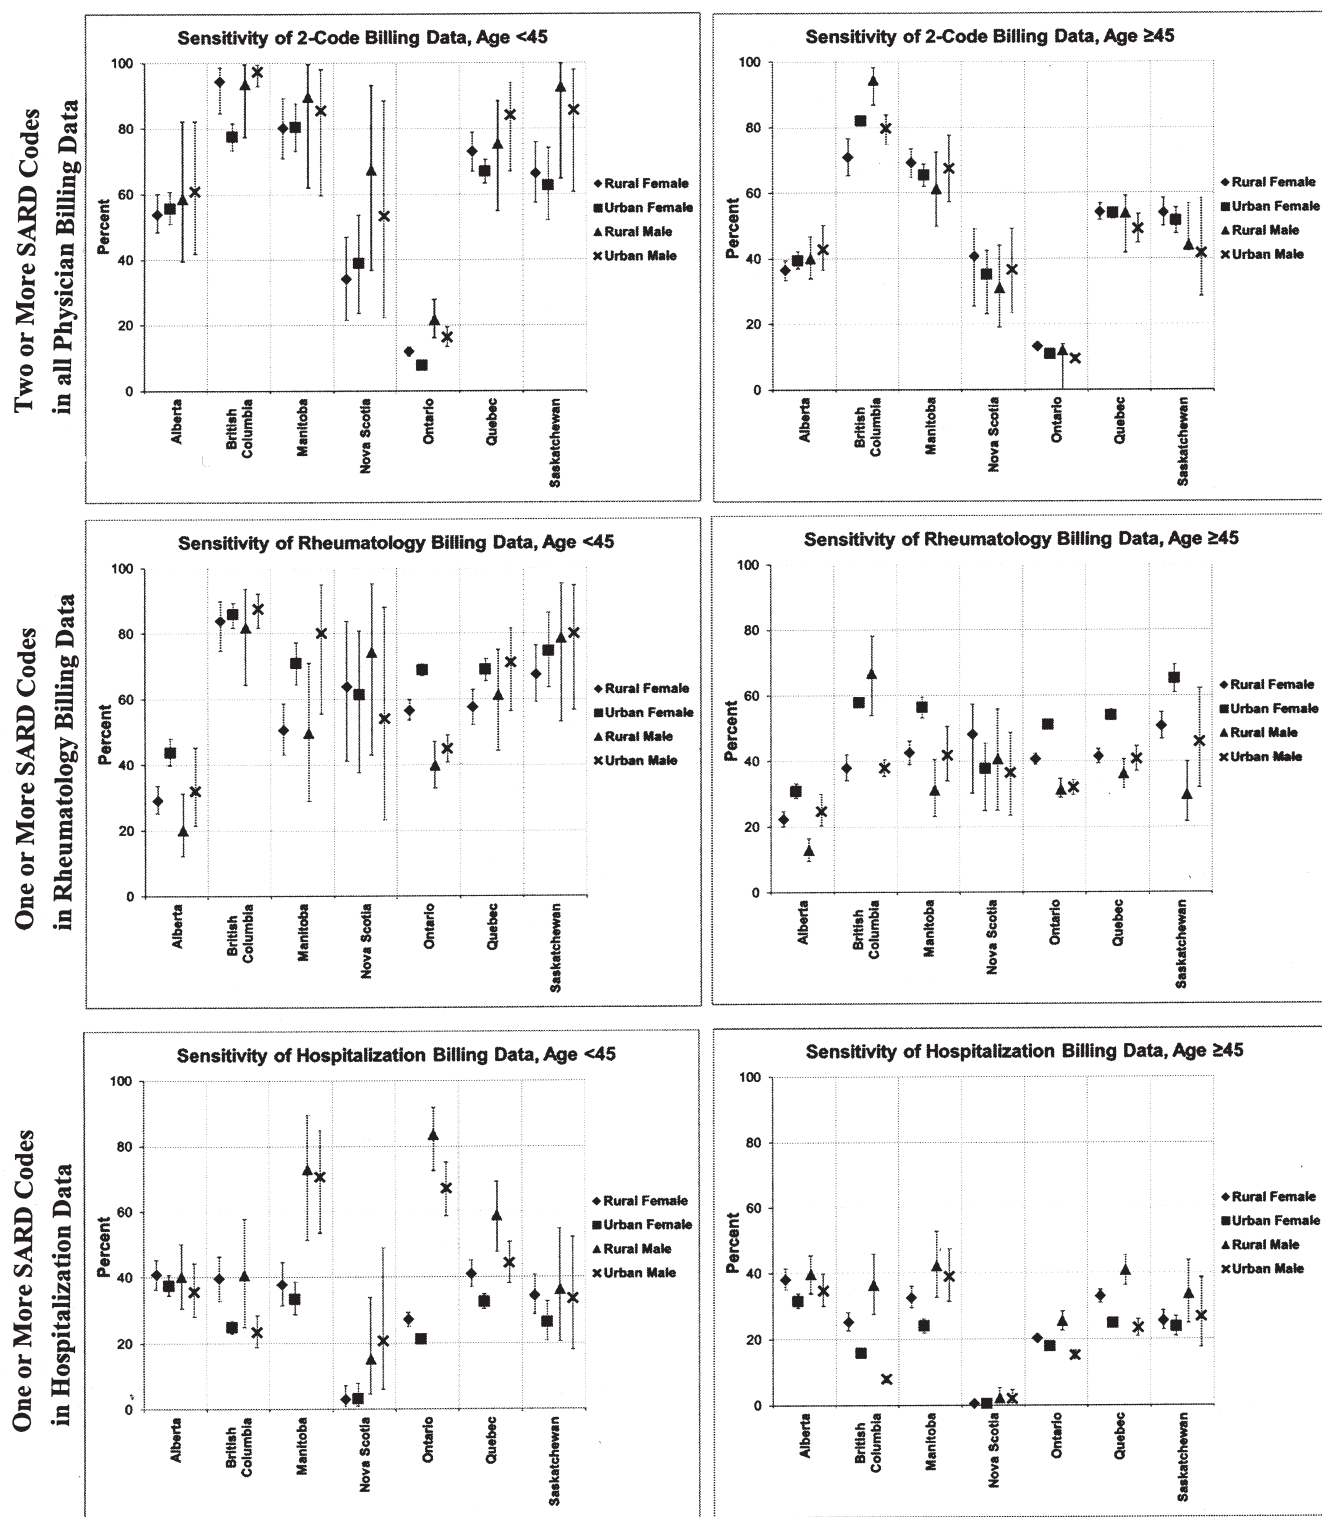 Two or More SARD Codes
in all Physician Billing Data
Sensitivity of 2-Code Billing Data, Age <45
Percent
100
80
60
40
20
0
Alberta
British
Columbia
Manitoba
Nova Scotia
Ontario
Quebec
Saskatchewan
Rural Female
Urban Female
Rural Male
Urban Male
Sensitivity of 2-Code Billing Data, Age ≥45
Percent
100
80
60
40
20
0
Alberta
British
Columbia
Manitoba
Nova Scotia
Ontario
Quebec
Saskatchewan
Rural Female
Urban Female
Rural Male
Urban Male
One or More SARD Codes
in Rheumatology Billing Data
Sensitivity of Rheumatology Billing Data, Age <45
Percent
100
80
60
40
20
0
Alberta
British
Columbia
Manitoba
Nova Scotia
Ontario
Quebec
Saskatchewan
Rural Female
Urban Female
Rural Male
Urban Male
Sensitivity of Rheumatology Billing Data, Age ≥45
Percent
100
80
60
40
20
0
Alberta
British
Columbia
Manitoba
Nova Scotia
Ontario
Quebec
Saskatchewan
Rural Female
Urban Female
Rural Male
Urban Male
One or More SARD Codes
in Hospitalization Data
Sensitivity of Hospitalization Billing Data, Age <45
Percent
100
80
60
40
20
0
Alberta
British
Columbia
Manitoba
Nova Scotia
Ontario
Quebec
Saskatchewan
Rural Female
Urban Female
Rural Male
Urban Male
Sensitivity of Hospitalization Billing Data, Age ≥45
Percent
100
80
60
40
20
0
Alberta
British
Columbia
Manitoba
Nova Scotia
Ontario
Quebec
Saskatchewan
Rural Female
Urban Female
Rural Male
Urban Male